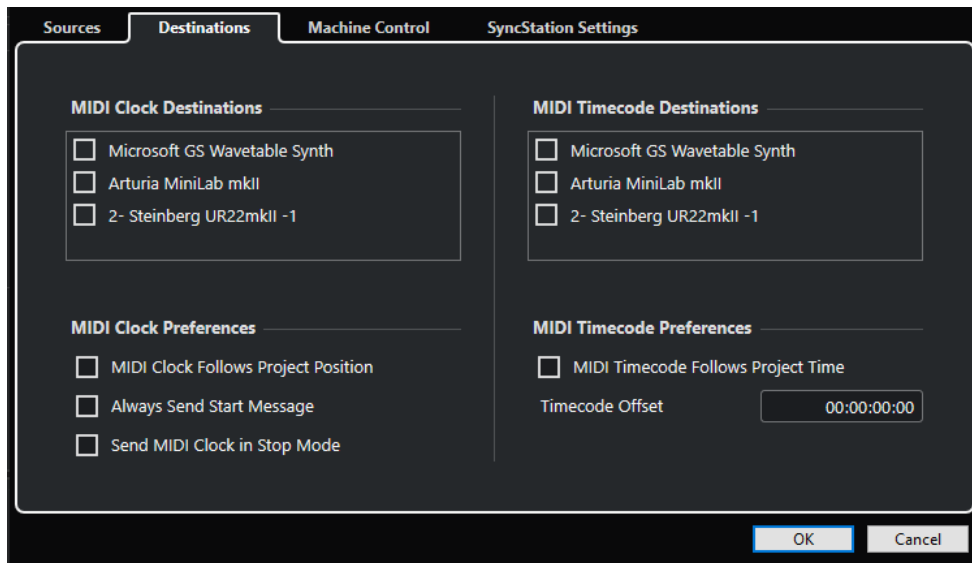 Sources Destinations Machine Control SyncStation Settings
MIDI Clock Destinations
Microsoft GS Wavetable Synth
Arturia MiniLab mkII
2- Steinberg UR22mkII -1
MIDI Timecode Destinations
Microsoft GS Wavetable Synth
Arturia MiniLab mkII
2- Steinberg UR22mkII -1
MIDI Clock Preferences
MIDI Clock Follows Project Position
Always Send Start Message
Send MIDI Clock in Stop Mode
MIDI Timecode Preferences
MIDI Timecode Follows Project Time
Timecode Offset 00:00:00:00
OK Cancel